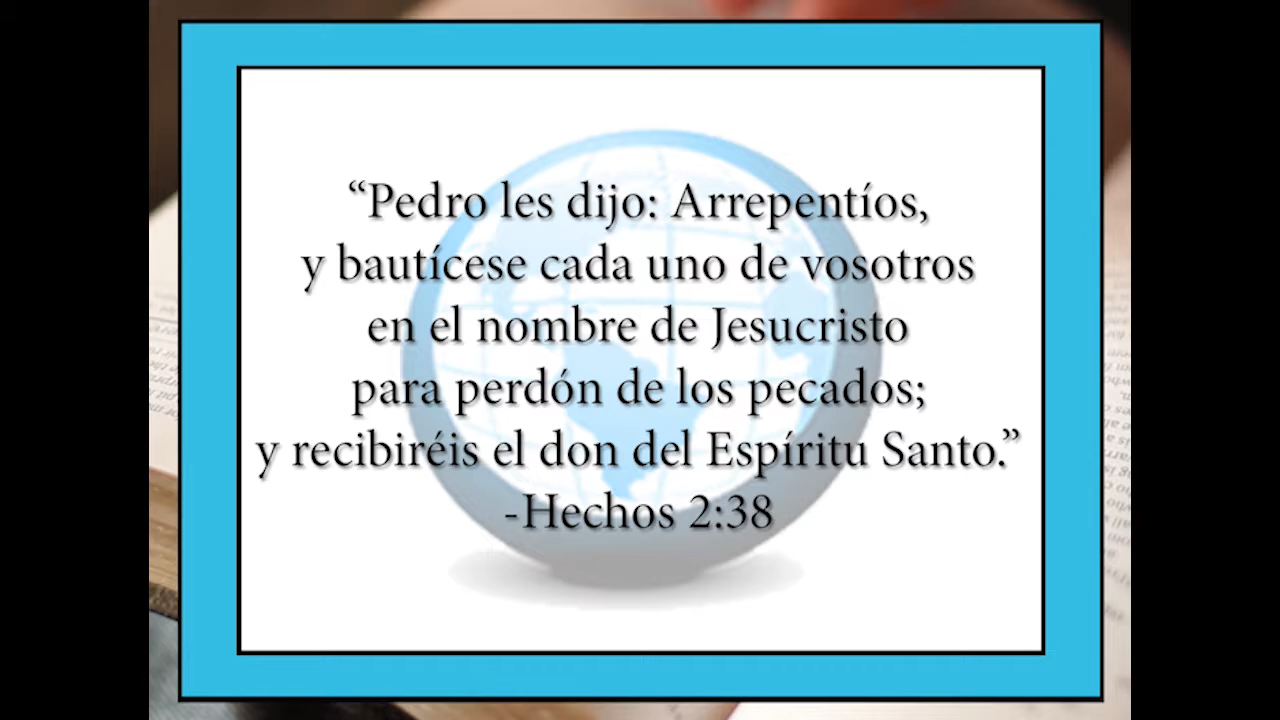 “Pedro les dijo: Arrepentíos,
y bautícese cada uno de vosotros
en el nombre de Jesucristo
para perdón de los pecados;
y recibiréis el don del Espíritu Santo.”
-Hechos 2:38